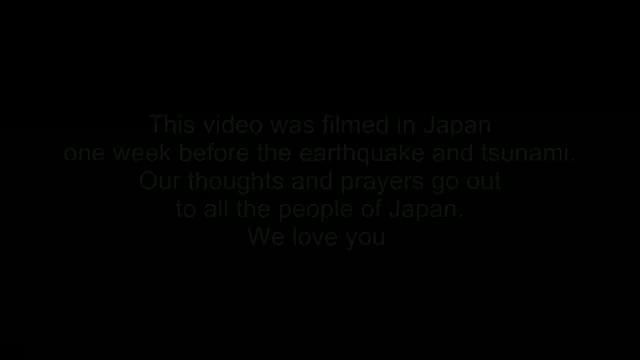 This video was filmed in Japan
one week before the earthquake and tsunami.
Our thoughts and prayers go out
to all the people of Japan.
We love you